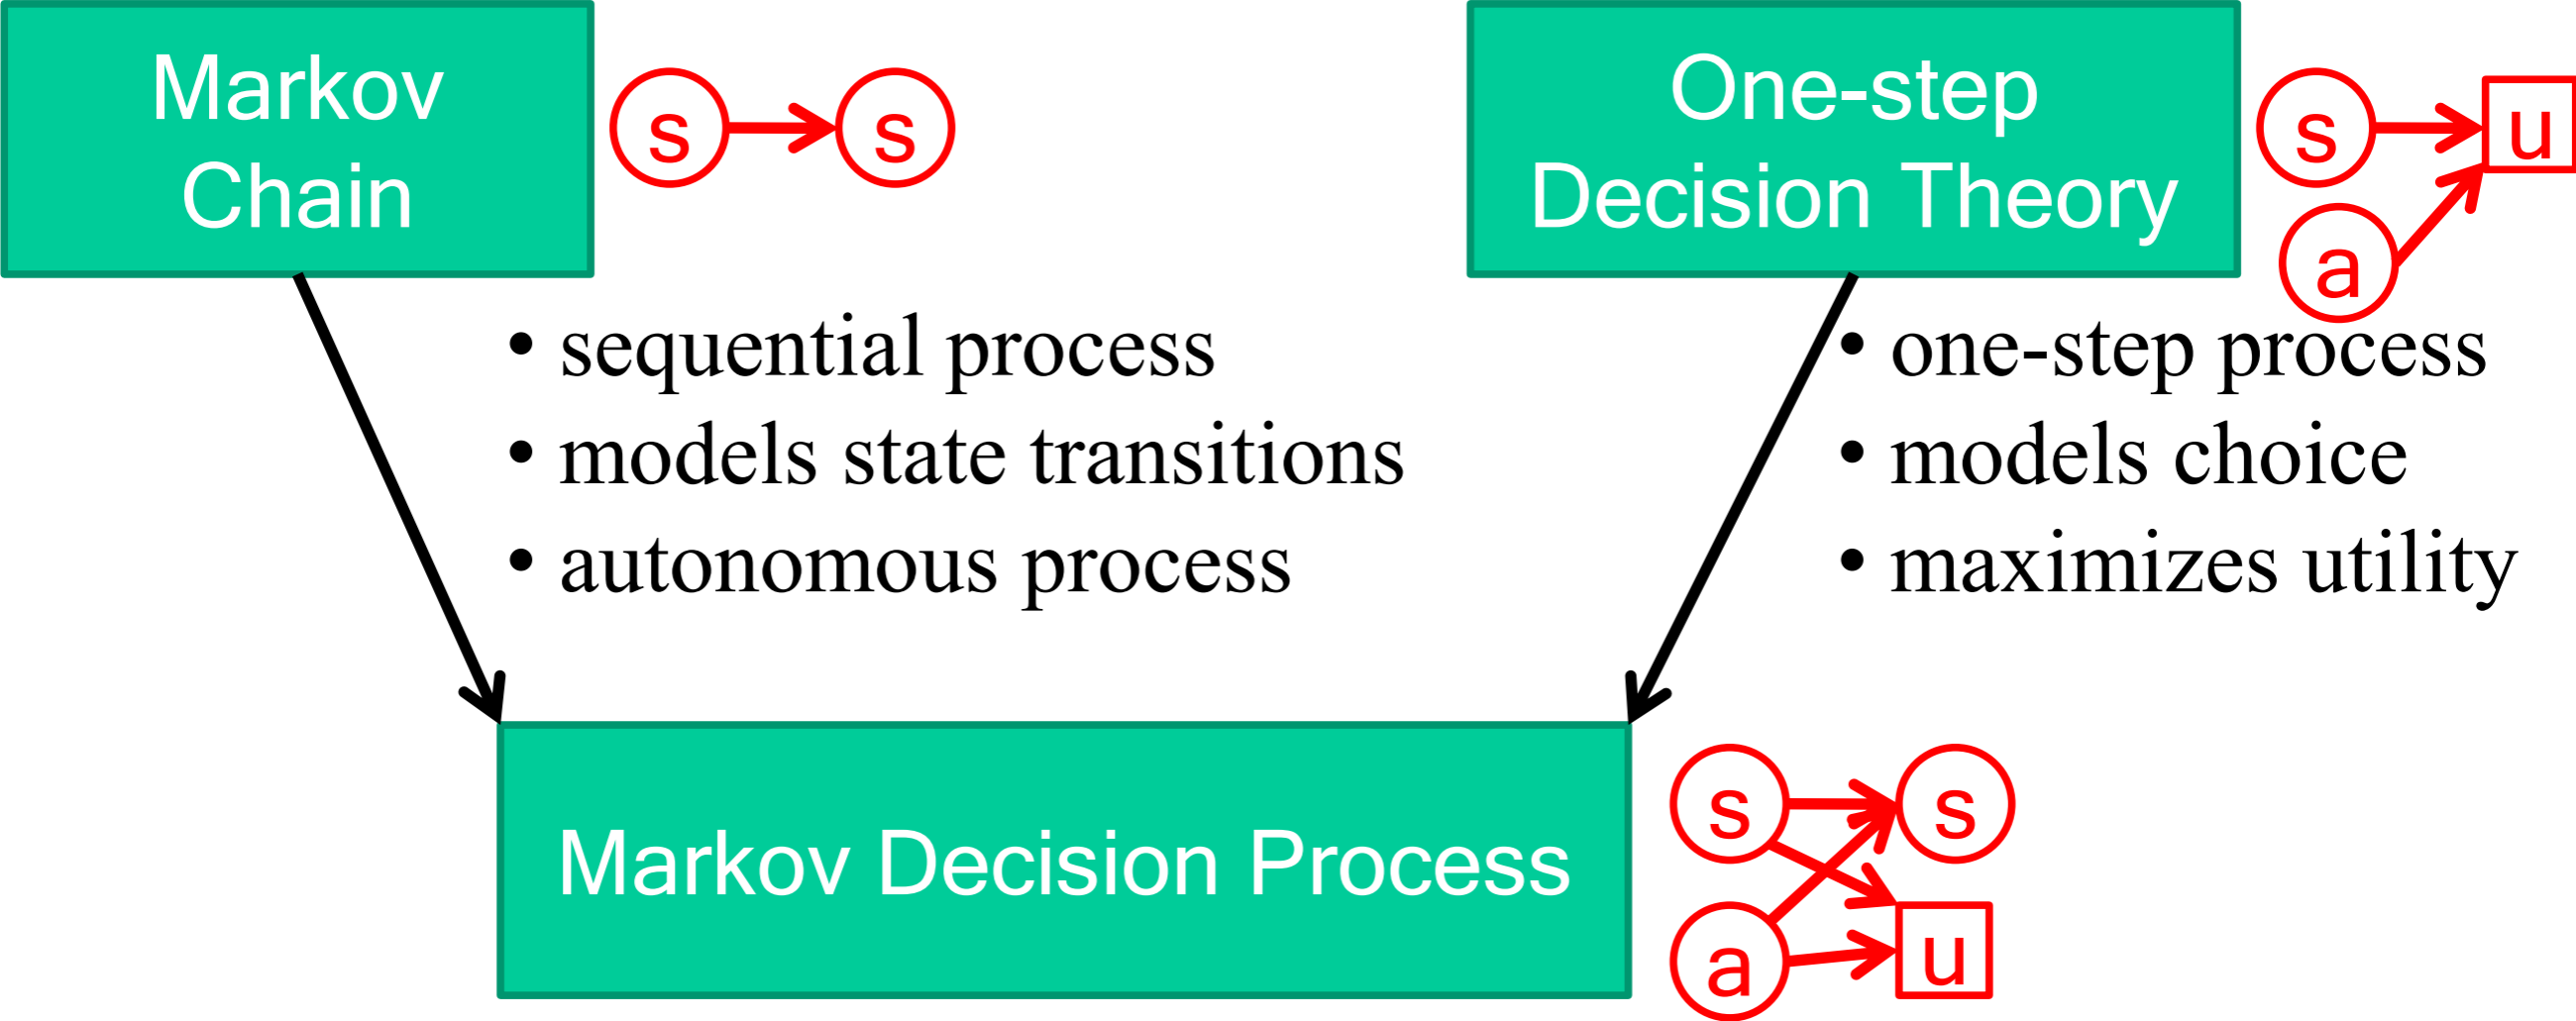 Markov
Chain
s s
One-step
Decision Theory
s u
a
• sequential process
• models state transitions
• autonomous process
• one-step process
• models choice
• maximizes utility
Markov Decision Process
s s
a u